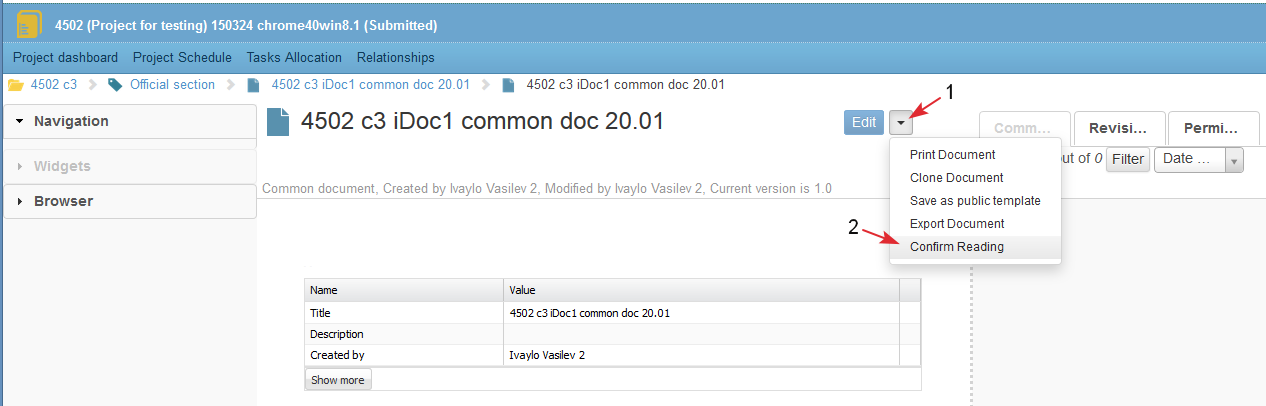 4502 (Project for testing) 150324 chrome40win8.1 (Submitted)
Project dashboard Project Schedule Tasks Allocation Relationships
4502 c3 Official section 4502 c3 iDoc1 common doc 20.01 4502 c3 iDoc1 common doc 20.01
Navigation
Widgets
Browser
4502 c3 iDoc1 common doc 20.01
Edit
1
Comm... Revisi... Permi...
out of 0 Filter Date ...
Print Document
Clone Document
Save as public template
Export Document
2
Confirm Reading
Common document, Created by Ivaylo Vasilev 2, Modified by Ivaylo Vasilev 2, Current version is 1.0
Name Value
Title 4502 c3 iDoc1 common doc 20.01
Description
Created by Ivaylo Vasilev 2
Show more